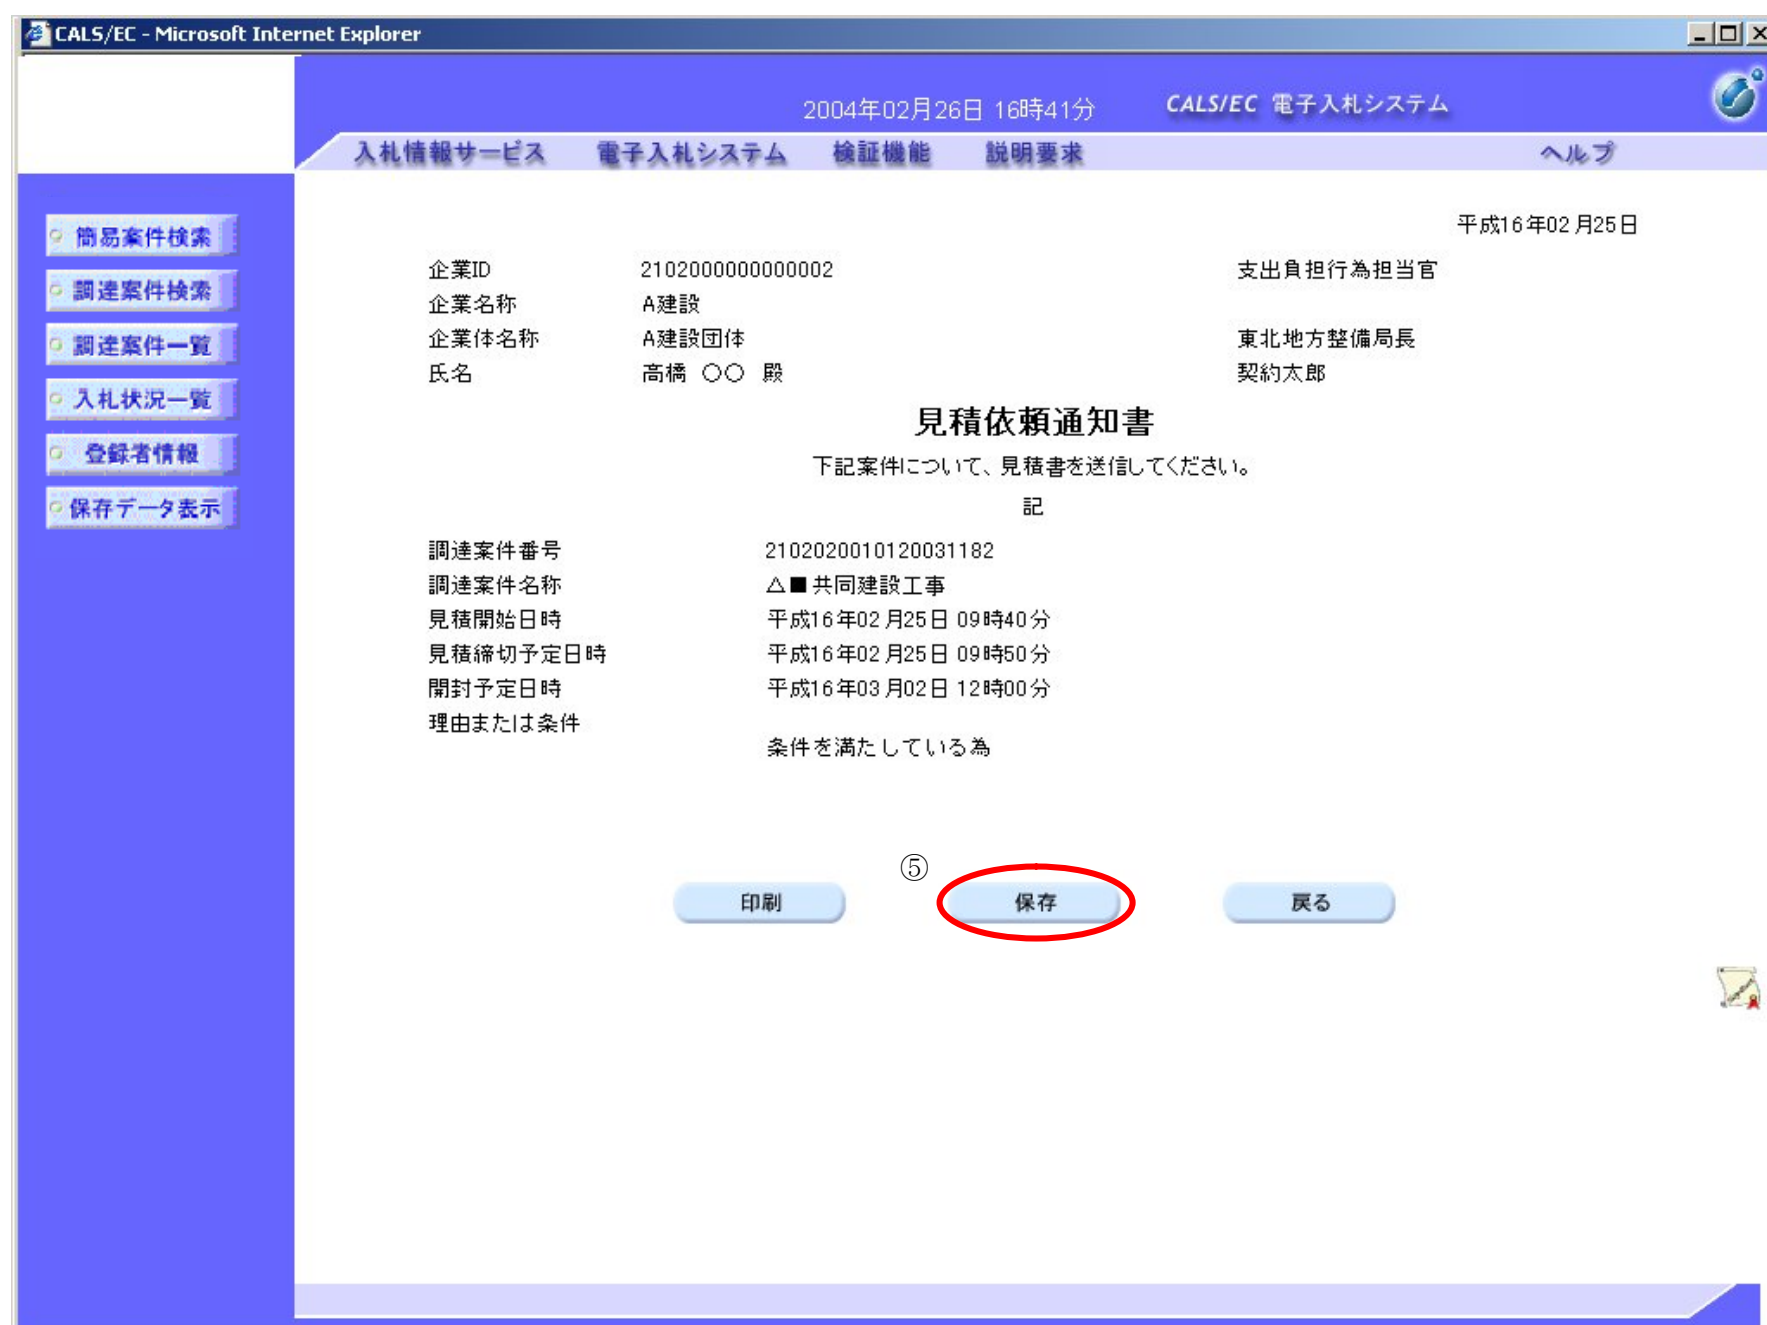 CALS/EC - Microsoft Internet Explorer
2004年02月26日 16時41分 CALS/EC 電子入札システム
入札情報サービス 電子入札システム 検証機能 説明要求 ヘルプ
簡易案件検索
調達案件検索
調達案件一覧
入札状況一覧
登録者情報
保存データ表示
平成16年02月25日
企業ID 2102000000000002 支出負担行為担当官
企業名称 A建設
企業体名称 A建設団体 東北地方整備局長
氏名 高橋 〇〇 殿 契約太郎
見積依頼通知書
下記案件について、見積書を送信してください。
記
調達案件番号 2102020010120031182
調達案件名称 △■共同建設工事
見積開始日時 平成16年02月25日 09時40分
見積締切予定日時 平成16年02月25日 09時50分
開封予定日時 平成16年03月02日 12時00分
理由または条件
条件を満たしている為
⑤
印刷 保存 戻る